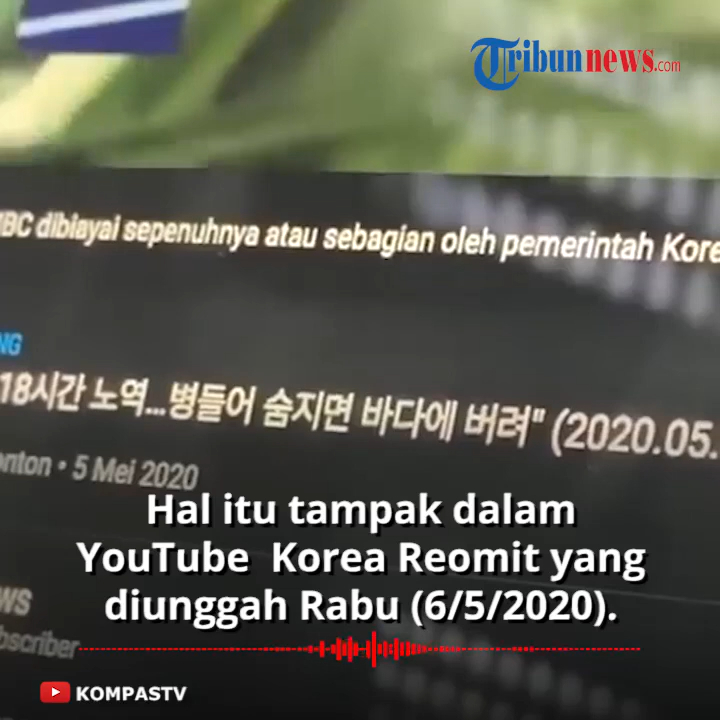 Tribunnews.com
MBC dibiayai sepenuhnya atau sebagian oleh pemerintah Kore
NG
18시간 노역...병들어 숨지면 바다에 버려" (2020.05.
onton • 5 Mei 2020
Hal itu tampak dalam
YouTube Korea Reomit yang
diunggah Rabu (6/5/2020).
WS
bscriber
KOMPASTV